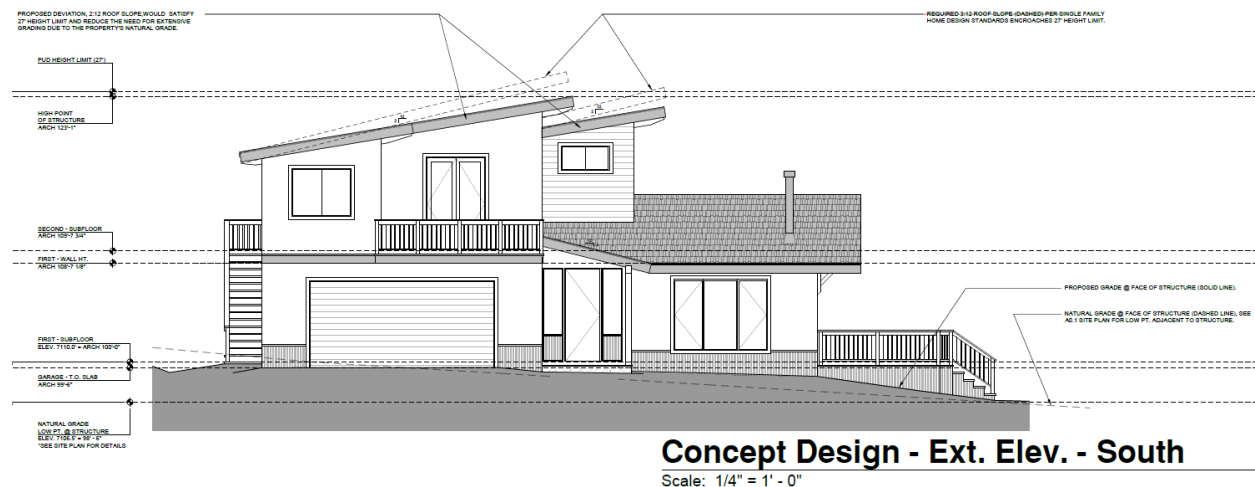 PROPOSED DEVIATION, 2:12 ROOF SLOPE,WOULD SATISFY
27' HEIGHT LIMIT AND REDUCE THE NEED FOR EXTENSIVE
GRADING DUE TO THE PROPERTY'S NATURAL GRADE.
REQUIRED 3:12 ROOF SLOPE (DASHED) PER SINGLE FAMILY
HOME DESIGN STANDARDS ENCROACHES 27' HEIGHT LIMIT.
PUD HEIGHT LIMIT (27')
HIGH POINT
OF STRUCTURE
ARCH 123'-1"
SECOND - SUBFLOOR
ARCH 109'-7 3/4"
FIRST - WALL HT.
ARCH 108'-7 1/8"
PROPOSED GRADE @ FACE OF STRUCTURE (SOLID LINE).
NATURAL GRADE @ FACE OF STRUCTURE (DASHED LINE), SEE
A0.1 SITE PLAN FOR LOW PT. ADJACENT TO STRUCTURE.
FIRST - SUBFLOOR
ELEV. 7110.0' = ARCH 100'-0"
GARAGE - T.O. SLAB
ARCH 99'-6"
NATURAL GRADE
LOW PT. @ STRUCTURE
ELEV. 7106.5' = 96' - 6"
*SEE SITE PLAN FOR DETAILS
Concept Design - Ext. Elev. - South
Scale: 1/4" = 1' - 0"